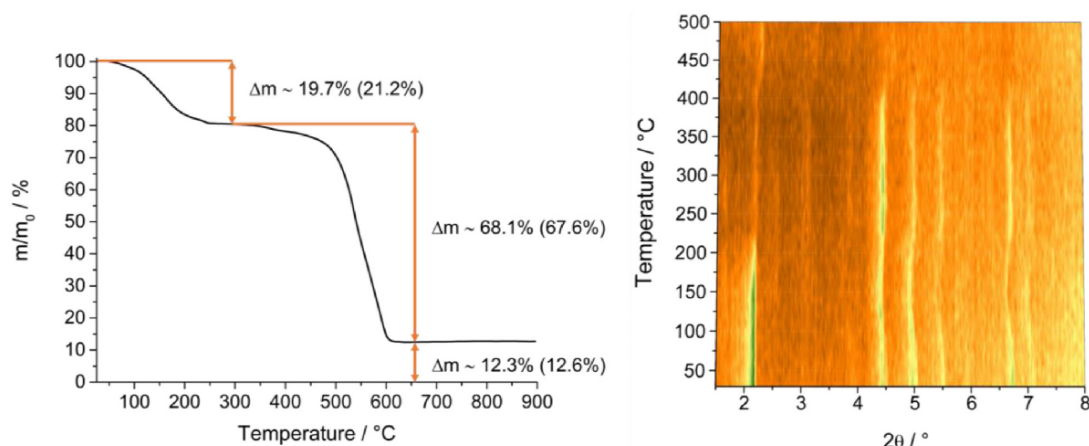 100
90
80
70
60
50
40
30
20
10
0
m/m₀ / %
Δm ~ 19.7% (21.2%)
Δm ~ 68.1% (67.6%)
Δm ~ 12.3% (12.6%)
100 200 300 400 500 600 700 800 900
Temperature / °C
500
450
400
350
300
250
200
150
100
50
Temperature / °C
2 3 4 5 6 7 8
2θ / °